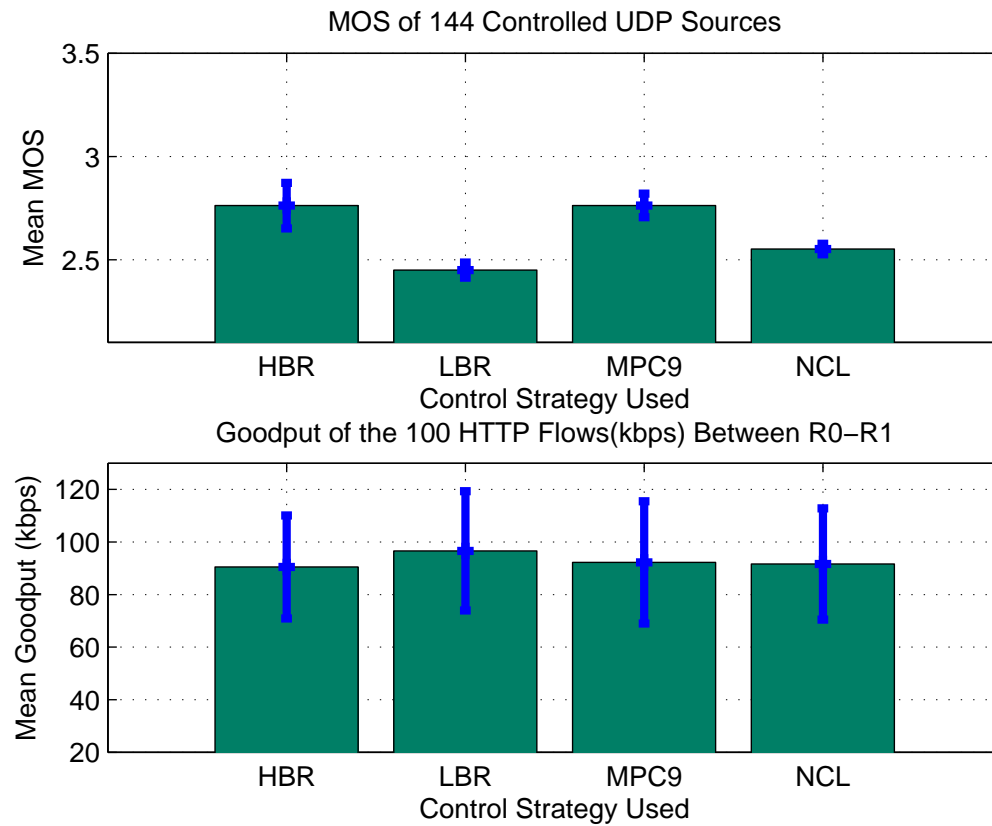 MOS of 144 Controlled UDP Sources
3.5
3
2.5
Mean MOS
HBR LBR MPC9 NCL
Control Strategy Used
Goodput of the 100 HTTP Flows(kbps) Between R0−R1
120
100
80
60
40
20
Mean Goodput (kbps)
HBR LBR MPC9 NCL
Control Strategy Used